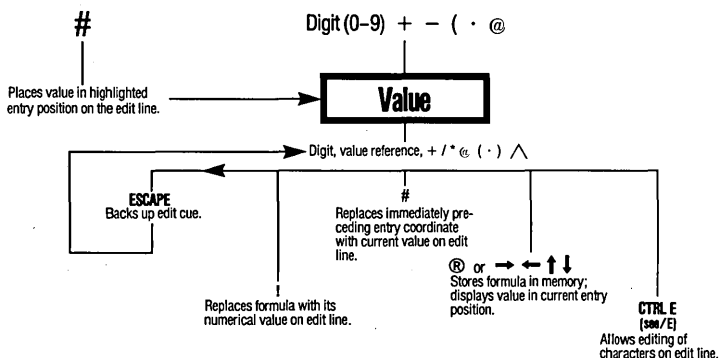 #
Digit (0–9) + − ( · @
Places value in highlighted
entry position on the edit line.
Value
Digit, value reference, + / * @ ( · ) ∧
ESCAPE
Backs up edit cue.
#
Replaces immediately pre-
ceding entry coordinate
with current value on edit
line.
!
Replaces formula with its
numerical value on edit line.
® or → ← ↑ ↓
Stores formula in memory;
displays value in current entry
position.
CTRL E
(see/E)
Allows editing of
characters on edit line.